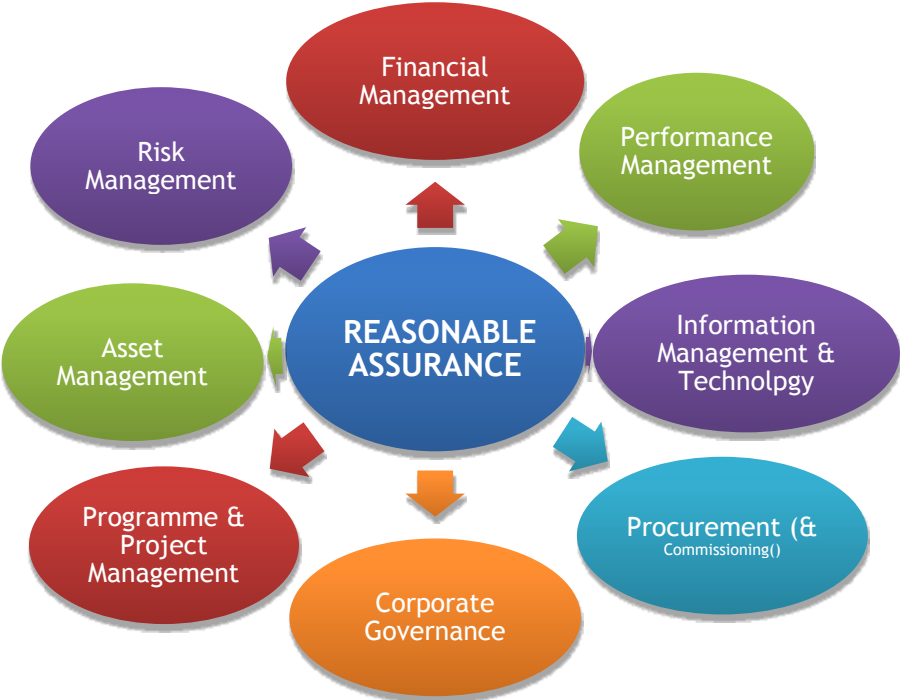 Financial
Management
Performance
Management
Risk
Management
REASONABLE
ASSURANCE
Information
Management &
Technolpgy
Asset
Management
Procurement (&
Commissioning()
Programme &
Project
Management
Corporate
Governance